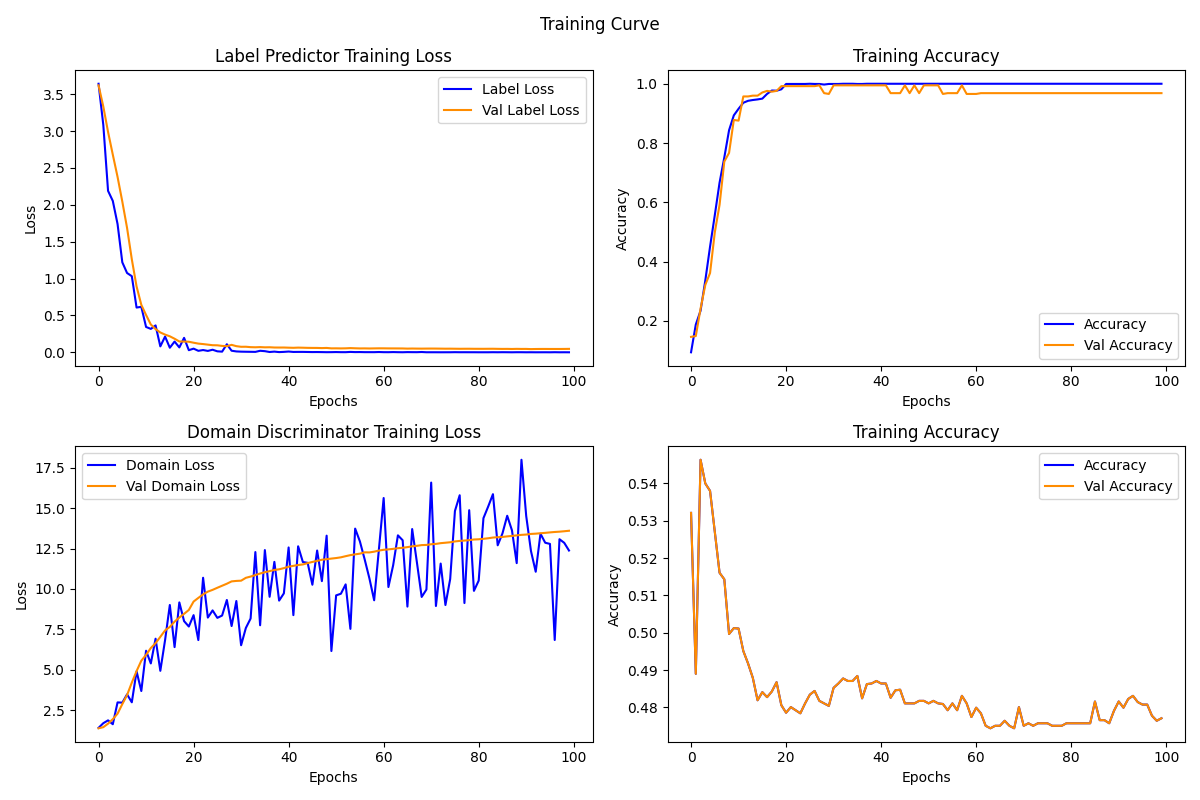 Training Curve
Label Predictor Training Loss
Loss
3.5
3.0
2.5
2.0
1.5
1.0
0.5
0.0
0 20 40 60 80 100
Epochs
Label Loss
Val Label Loss
Training Accuracy
Accuracy
1.0
0.8
0.6
0.4
0.2
0 20 40 60 80 100
Epochs
Accuracy
Val Accuracy
Domain Discriminator Training Loss
Loss
17.5
15.0
12.5
10.0
7.5
5.0
2.5
0 20 40 60 80 100
Epochs
Domain Loss
Val Domain Loss
Training Accuracy
Accuracy
0.54
0.53
0.52
0.51
0.50
0.49
0.48
0 20 40 60 80 100
Epochs
Accuracy
Val Accuracy